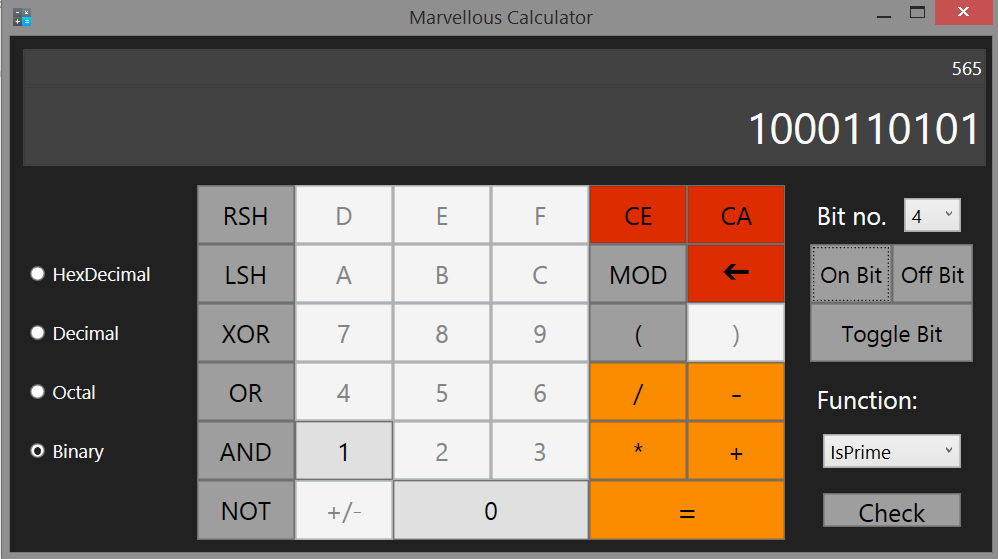 Marvellous Calculator
565
1000110101
RSH D E F CE CA Bit no. 4
HexDecimal LSH A B C MOD ← On Bit Off Bit
Decimal XOR 7 8 9 ( ) Toggle Bit
Octal OR 4 5 6 / - Function:
Binary AND 1 2 3 * + IsPrime
NOT +/- 0 = Check